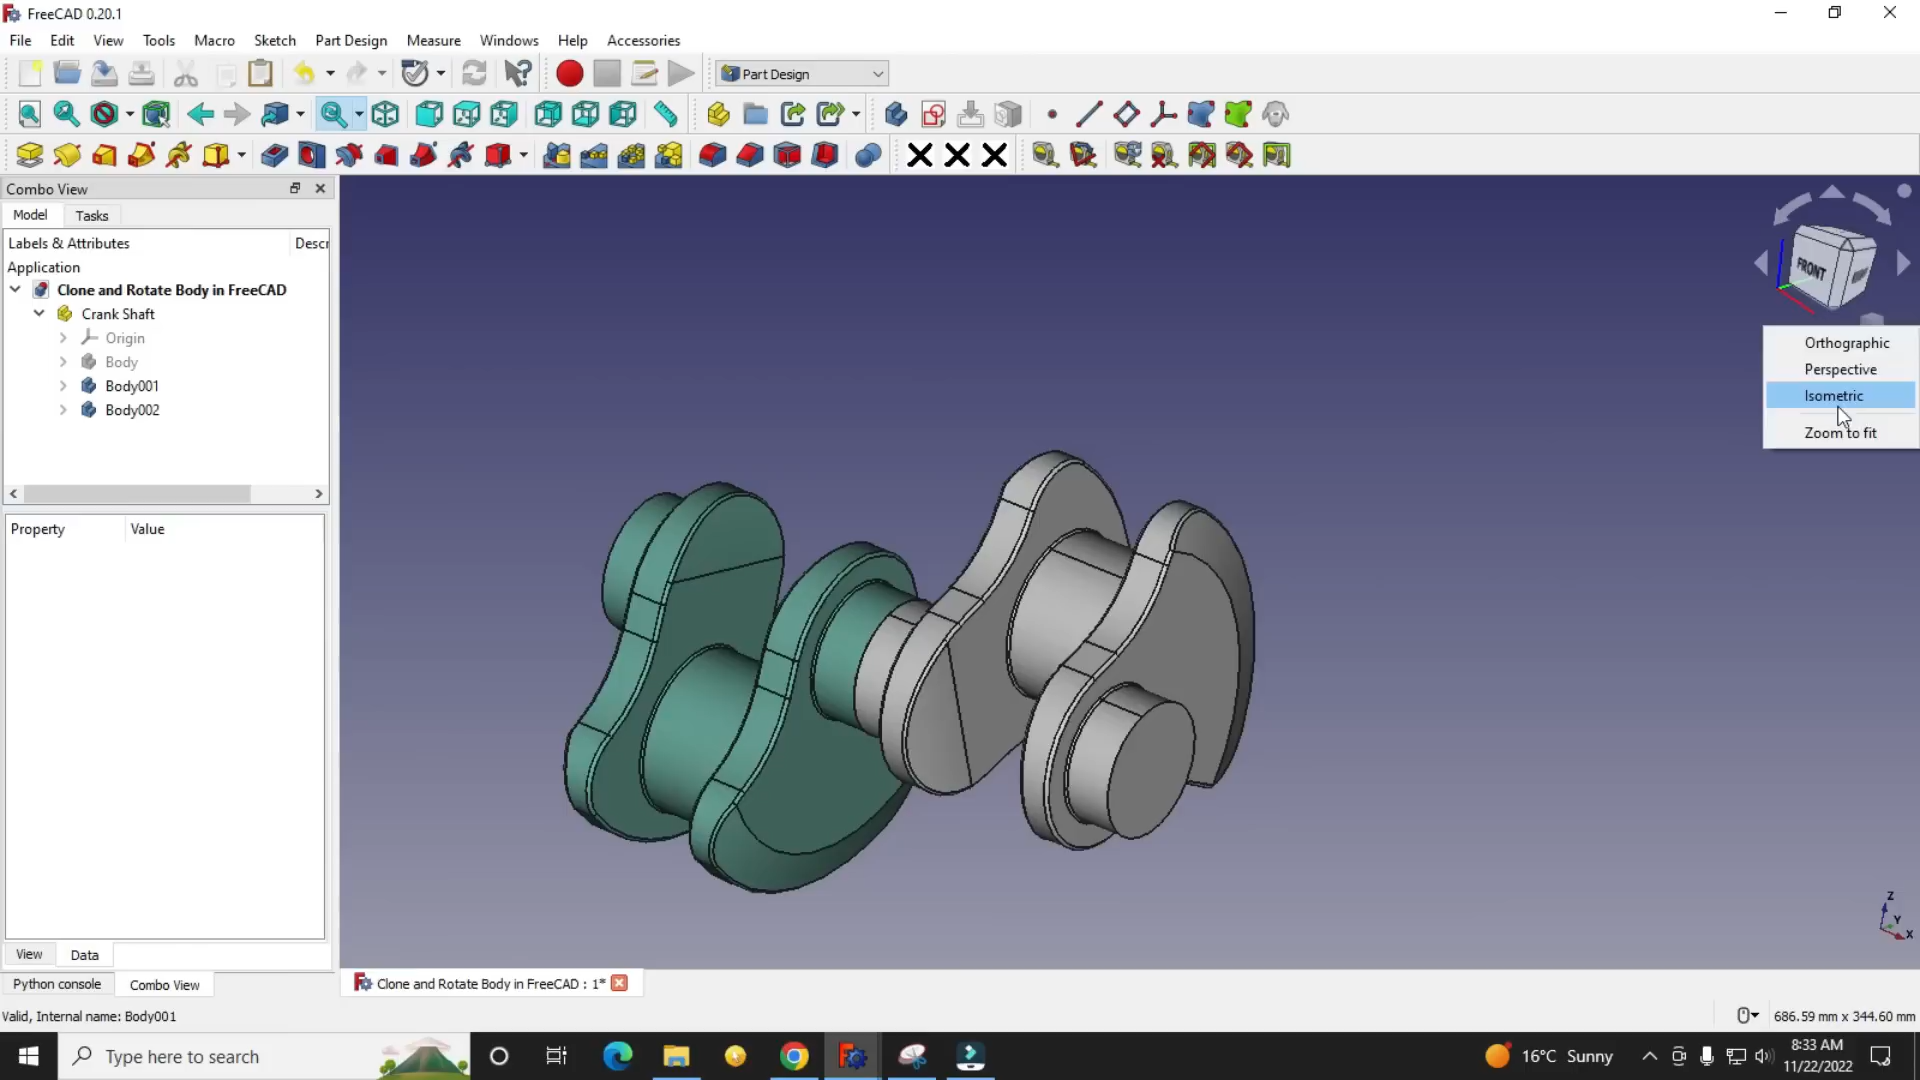 FreeCAD 0.20.1
File Edit View Tools Macro Sketch Part Design Measure Windows Help Accessories
Part Design
Combo View
Model Tasks
Labels & Attributes Descr
Application
Clone and Rotate Body in FreeCAD
Crank Shaft
Origin
Body
Body001
Body002
Property Value
View Data
Python console Combo View
FRONT
Orthographic
Perspective
Isometric
Zoom to fit
Z
Y
X
Clone and Rotate Body in FreeCAD : 1*
Valid, Internal name: Body001
686.59 mm x 344.60 mm
Type here to search
16°C Sunny
8:33 AM
11/22/2022